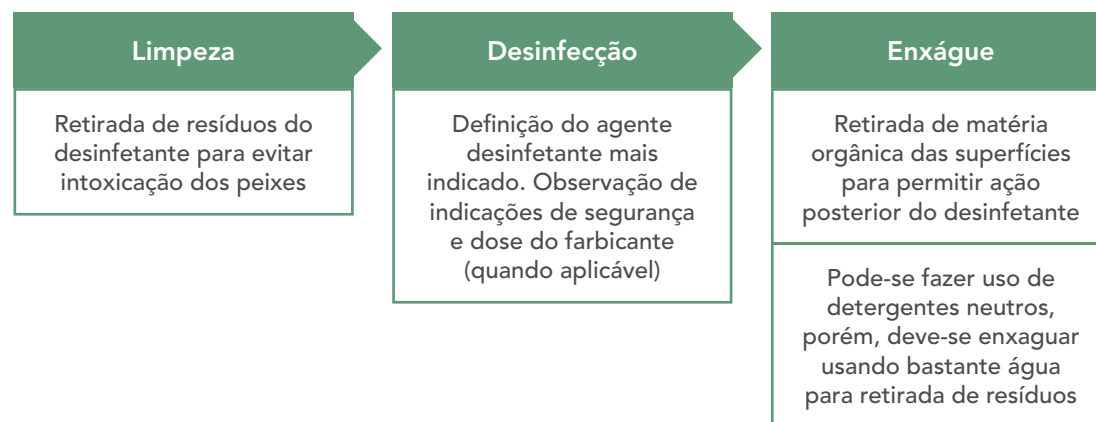 Limpeza
Retirada de resíduos do
desinfetante para evitar
intoxicação dos peixes
Desinfecção
Definição do agente
desinfetante mais
indicado. Observação de
indicações de segurança
e dose do farbicante
(quando aplicável)
Enxágue
Retirada de matéria
orgânica das superfícies
para permitir ação
posterior do desinfetante
Pode-se fazer uso de
detergentes neutros,
porém, deve-se enxaguar
usando bastante água
para retirada de resíduos